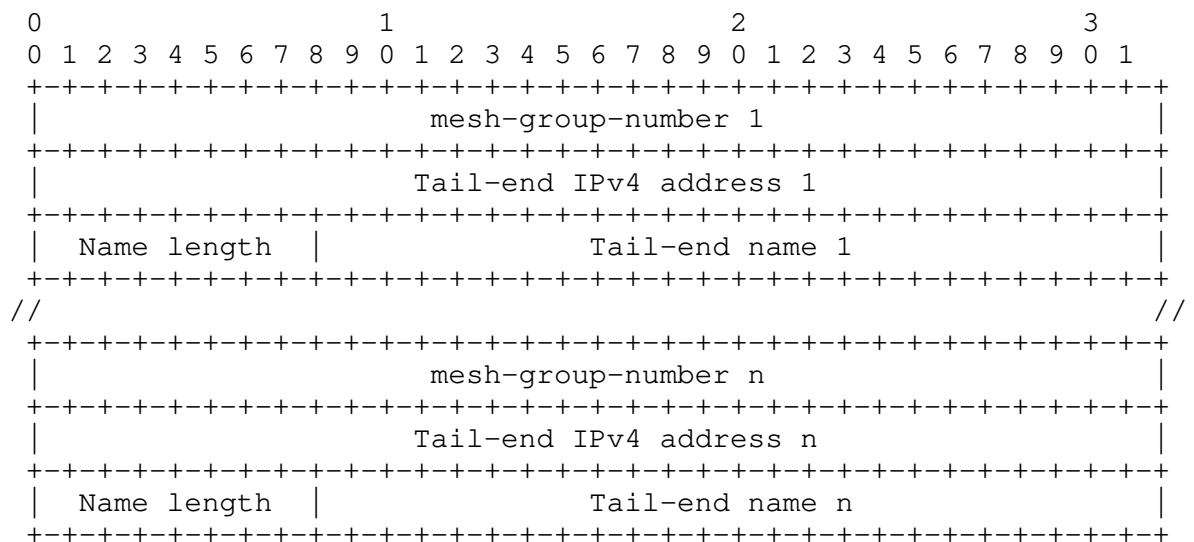 0                   1                   2                   3
0 1 2 3 4 5 6 7 8 9 0 1 2 3 4 5 6 7 8 9 0 1 2 3 4 5 6 7 8 9 0 1
+-+-+-+-+-+-+-+-+-+-+-+-+-+-+-+-+-+-+-+-+-+-+-+-+-+-+-+-+-+-+-+-+
|                      mesh-group-number 1                      |
+-+-+-+-+-+-+-+-+-+-+-+-+-+-+-+-+-+-+-+-+-+-+-+-+-+-+-+-+-+-+-+-+
|                     Tail-end IPv4 address 1                   |
+-+-+-+-+-+-+-+-+-+-+-+-+-+-+-+-+-+-+-+-+-+-+-+-+-+-+-+-+-+-+-+-+
|  Name length  |               Tail-end name 1                 |
+-+-+-+-+-+-+-+-+-+-+-+-+-+-+-+-+-+-+-+-+-+-+-+-+-+-+-+-+-+-+-+-+
//                                                               //
+-+-+-+-+-+-+-+-+-+-+-+-+-+-+-+-+-+-+-+-+-+-+-+-+-+-+-+-+-+-+-+-+
|                      mesh-group-number n                      |
+-+-+-+-+-+-+-+-+-+-+-+-+-+-+-+-+-+-+-+-+-+-+-+-+-+-+-+-+-+-+-+-+
|                     Tail-end IPv4 address n                   |
+-+-+-+-+-+-+-+-+-+-+-+-+-+-+-+-+-+-+-+-+-+-+-+-+-+-+-+-+-+-+-+-+
|  Name length  |               Tail-end name n                 |
+-+-+-+-+-+-+-+-+-+-+-+-+-+-+-+-+-+-+-+-+-+-+-+-+-+-+-+-+-+-+-+-+